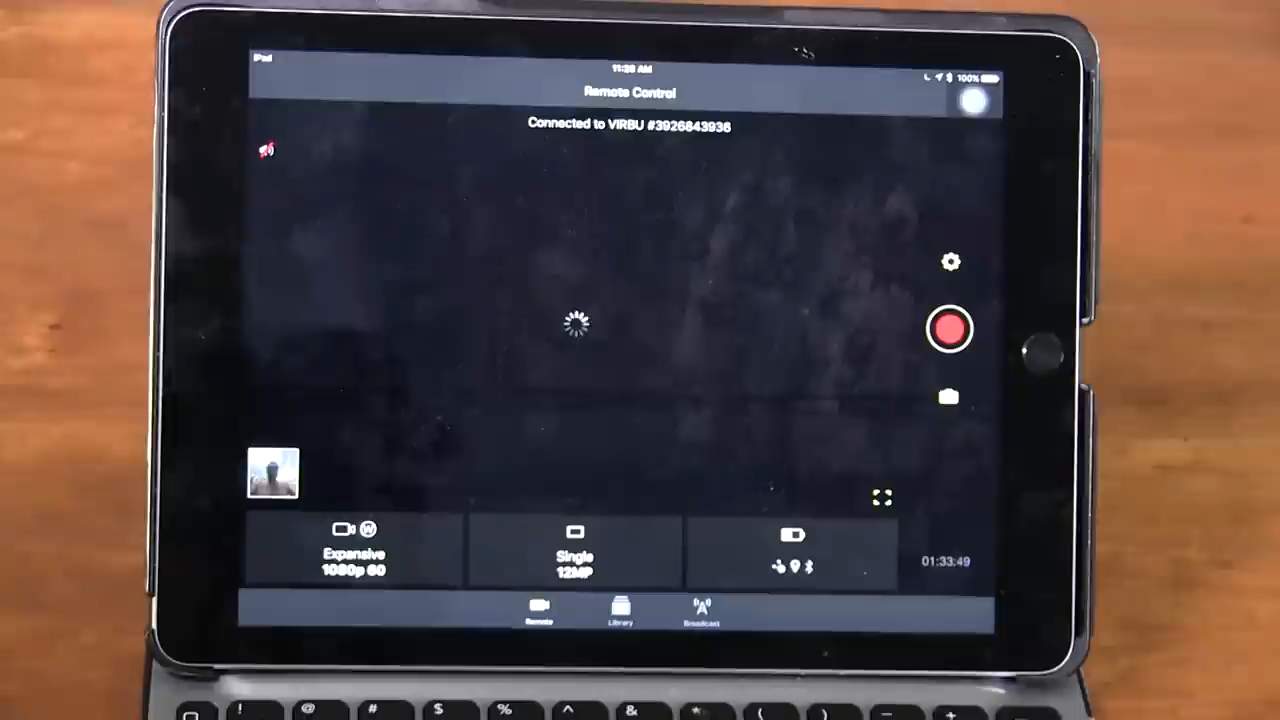 iPad
11:28 AM
100%
Remote Control
Connected to VIRBU #3926843936
Expansive
1080p 60
Single
12MP
01:33:49
Remote
Library
Broadcast
! @ # $ % ^ & * ( ) - +